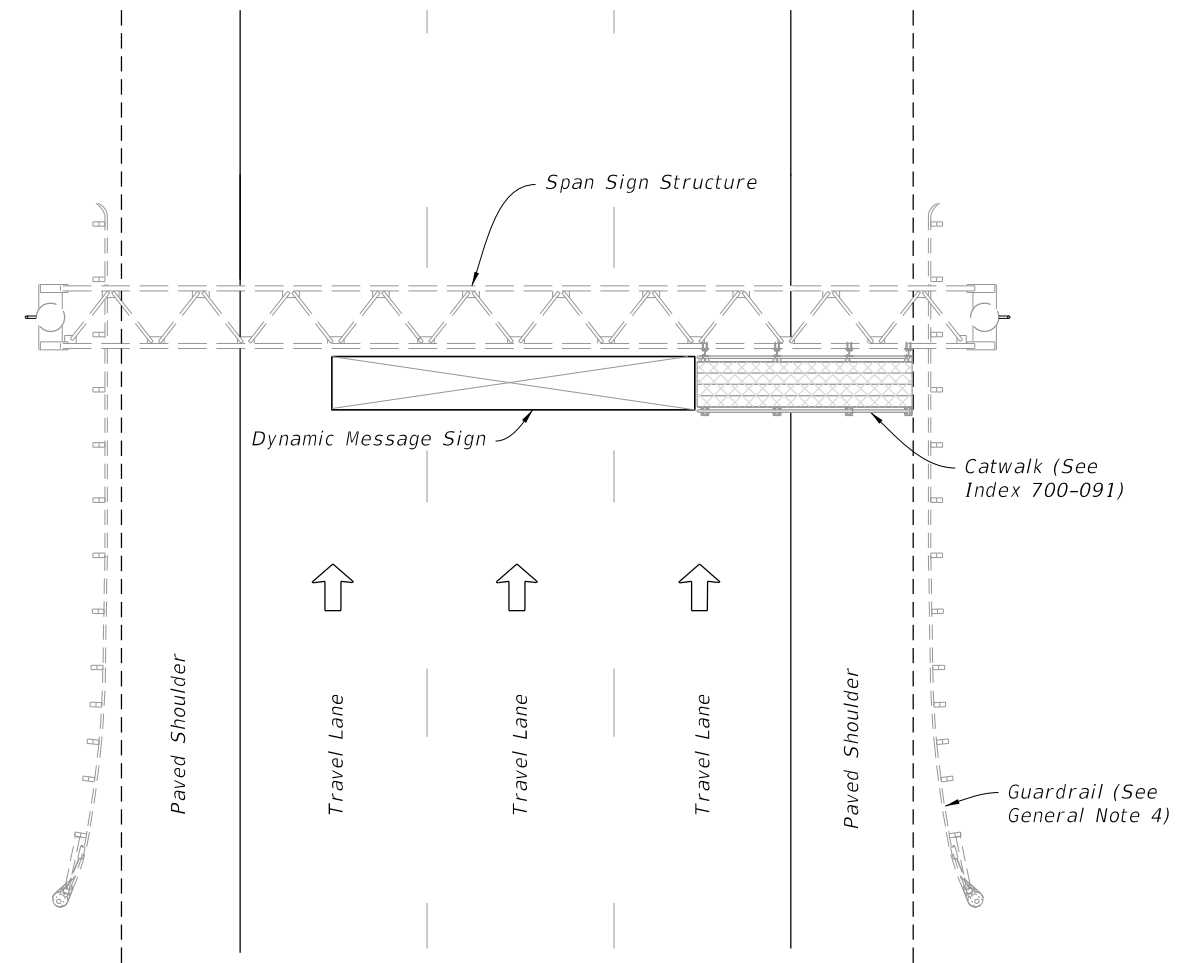 Span Sign Structure
Dynamic Message Sign
Catwalk (See
Index 700-091)
Paved Shoulder
Travel Lane
Travel Lane
Travel Lane
Paved Shoulder
Guardrail (See
General Note 4)